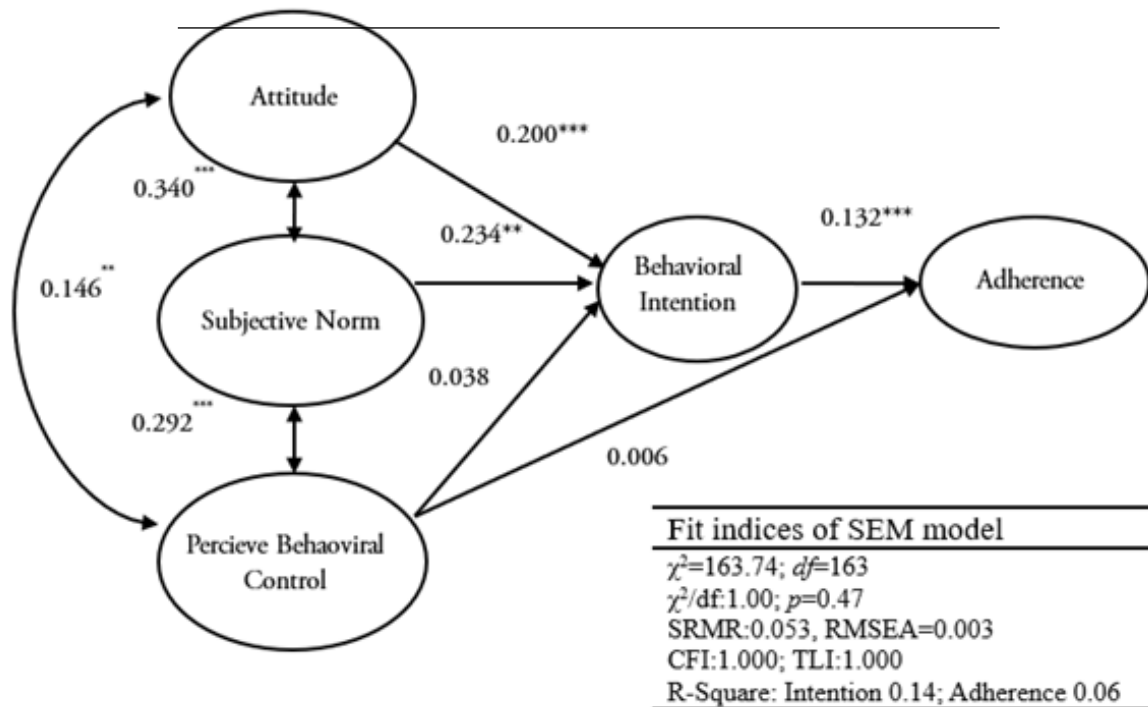 Attitude
0.200***
0.340***
0.234**
0.132***
Behavioral
Intention
Adherence
0.146**
Subjective Norm
0.038
0.292***
0.006
Percieve Behaoviral
Control
Fit indices of SEM model
χ²=163.74; df=163
χ²/df:1.00; p=0.47
SRMR:0.053, RMSEA=0.003
CFI:1.000; TLI:1.000
R-Square: Intention 0.14; Adherence 0.06